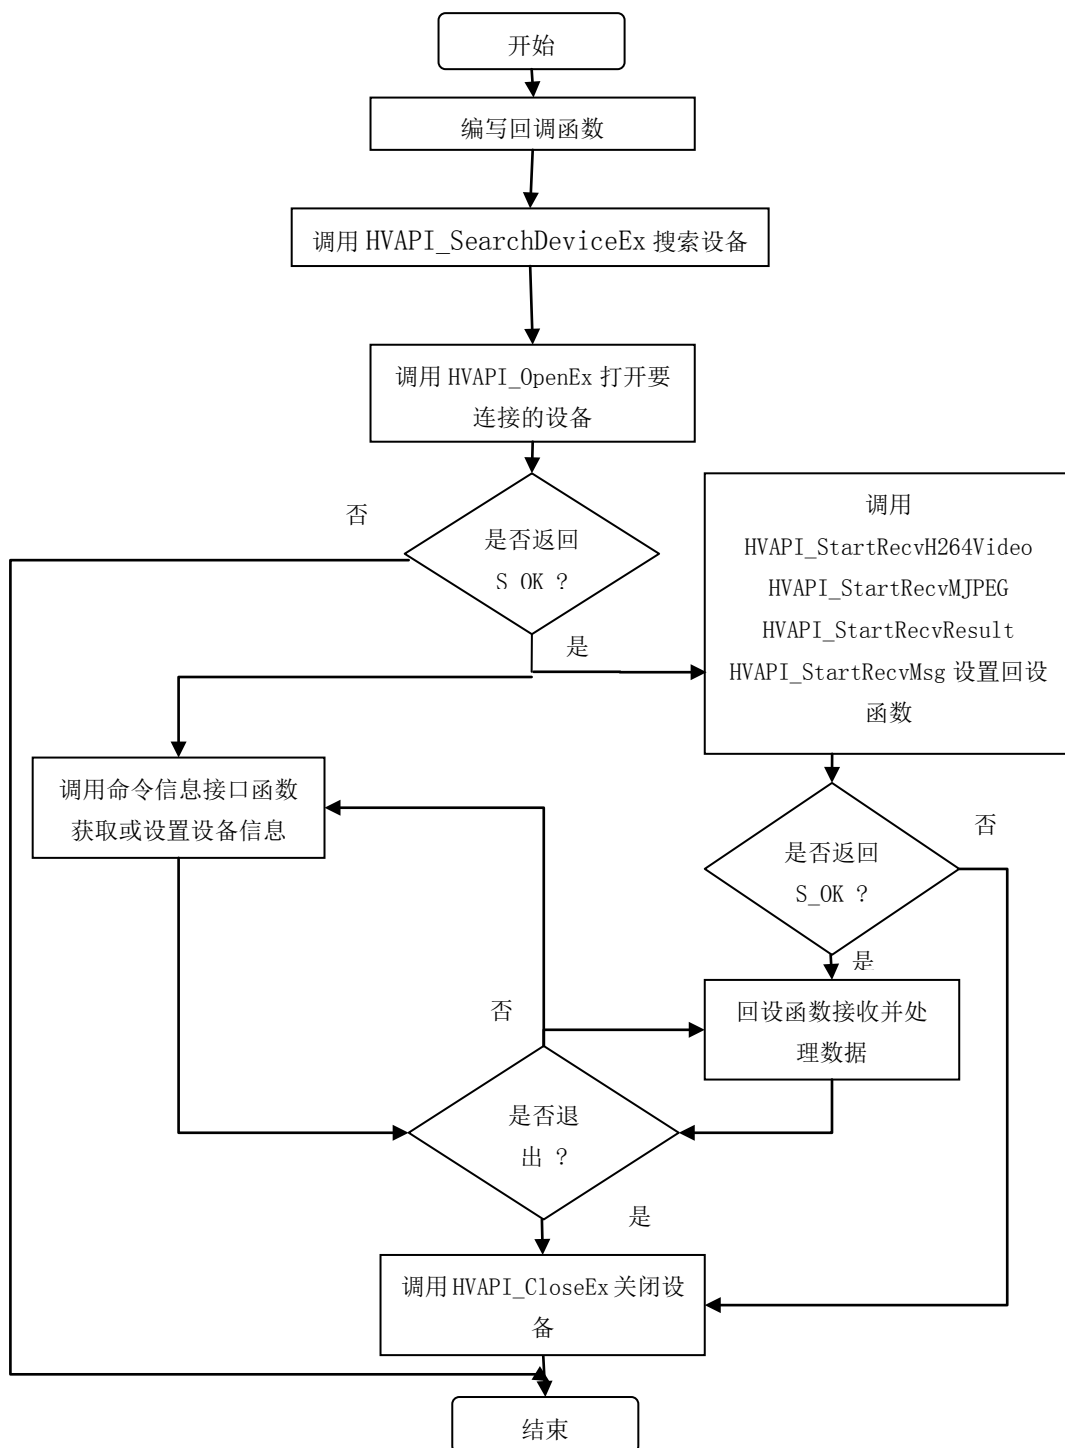 开始
编写回调函数
调用 HVAPI_SearchDeviceEx 搜索设备
调用 HVAPI_OpenEx 打开要
连接的设备
否
是否返回
S OK ？
是
调用
HVAPI_StartRecvH264Video
HVAPI_StartRecvMJPEG
HVAPI_StartRecvResult
HVAPI_StartRecvMsg 设置回设
函数
调用命令信息接口函数
获取或设置设备信息
否
是否返回
S_OK ？
是
否
回设函数接收并处
理数据
是否退
出 ？
是
调用 HVAPI_CloseEx 关闭设
备
结束